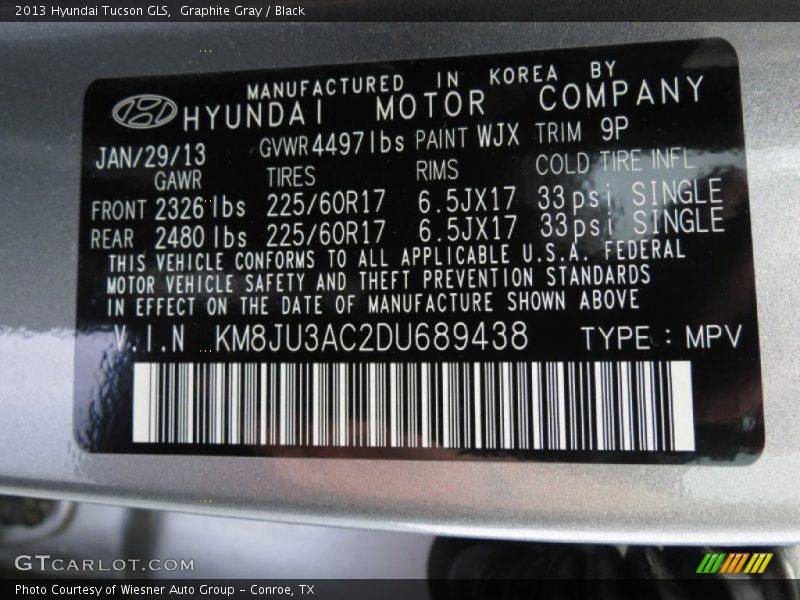 2013 Hyundai Tucson GLS,  Graphite Gray / Black
MANUFACTURED IN KOREA BY
HYUNDAI MOTOR COMPANY
JAN/29/13 GVWR 4497 lbs PAINT WJX TRIM 9P
GAWR TIRES RIMS COLD TIRE INFL
FRONT 2326 lbs 225/60R17 6.5JX17 33 psi SINGLE
REAR 2480 lbs 225/60R17 6.5JX17 33 psi SINGLE
THIS VEHICLE CONFORMS TO ALL APPLICABLE U.S.A. FEDERAL
MOTOR VEHICLE SAFETY AND THEFT PREVENTION STANDARDS
IN EFFECT ON THE DATE OF MANUFACTURE SHOWN ABOVE
V.I.N KM8JU3AC2DU689438 TYPE : MPV
GTCARLOT.COM
Photo Courtesy of Wiesner Auto Group - Conroe, TX